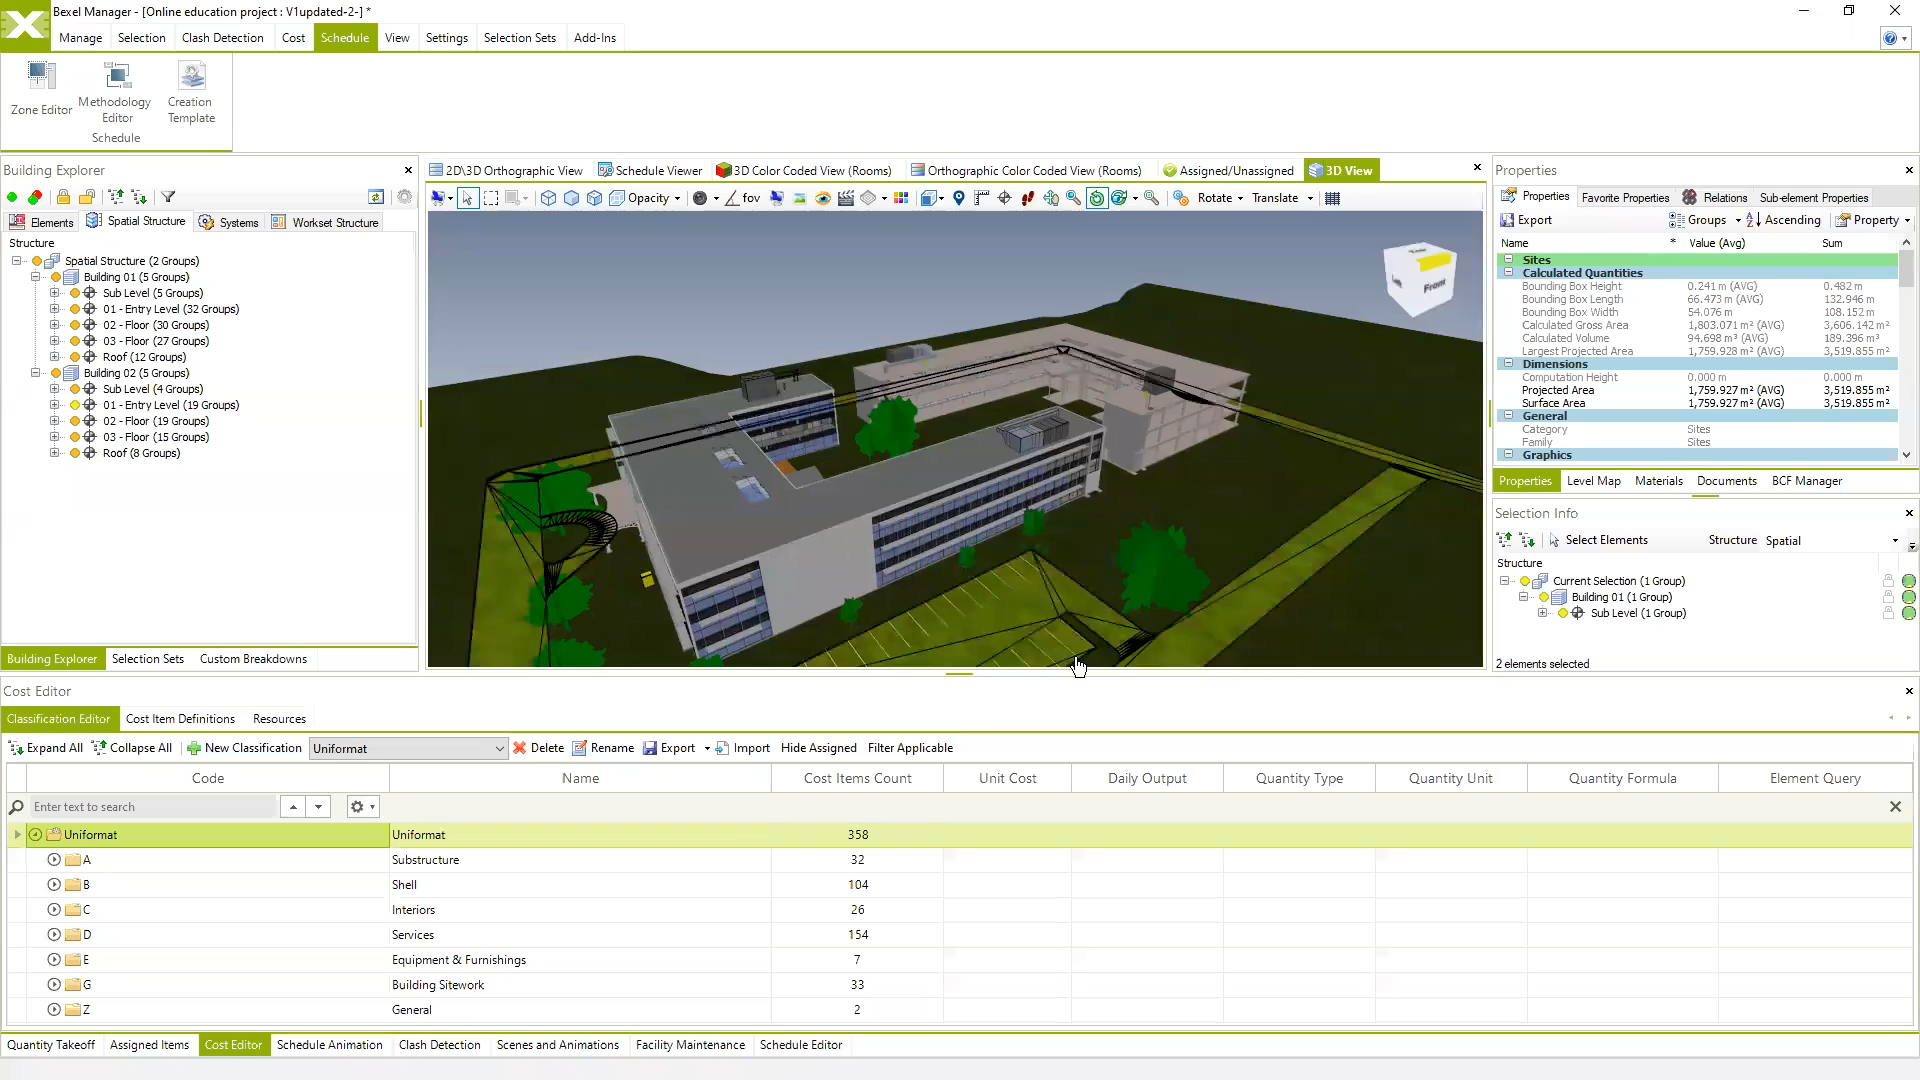 Bexel Manager - [Online education project : V1updated-2-] *
Manage Selection Clash Detection Cost Schedule View Settings Selection Sets Add-Ins
Zone Editor Methodology Editor Creation Template
Schedule
Building Explorer
Elements Spatial Structure Systems Workset Structure
Structure
Spatial Structure (2 Groups)
Building 01 (5 Groups)
Sub Level (5 Groups)
01 - Entry Level (32 Groups)
02 - Floor (30 Groups)
03 - Floor (27 Groups)
Roof (12 Groups)
Building 02 (5 Groups)
Sub Level (4 Groups)
01 - Entry Level (19 Groups)
02 - Floor (19 Groups)
03 - Floor (15 Groups)
Roof (8 Groups)
Building Explorer Selection Sets Custom Breakdowns
2D\3D Orthographic View Schedule Viewer 3D Color Coded View (Rooms) Orthographic Color Coded View (Rooms) Assigned/Unassigned 3D View
Opacity fov Rotate Translate
Front
Properties
Properties Favorite Properties Relations Sub-element Properties
Export Groups Ascending Property
Name * Value (Avg) Sum
Sites
Calculated Quantities
Bounding Box Height 0.241 m (AVG) 0.482 m
Bounding Box Length 66.473 m (AVG) 132.946 m
Bounding Box Width 54.076 m 108.152 m
Calculated Gross Area 1,803.071 m² (AVG) 3,606.142 m²
Calculated Volume 94.698 m³ (AVG) 189.396 m³
Largest Projected Area 1,759.928 m² (AVG) 3,519.855 m²
Dimensions
Computation Height 0.000 m 0.000 m
Projected Area 1,759.927 m² (AVG) 3,519.855 m²
Surface Area 1,759.927 m² (AVG) 3,519.855 m²
General
Category Sites
Family Sites
Graphics
Properties Level Map Materials Documents BCF Manager
Selection Info
Select Elements Structure Spatial
Structure
Current Selection (1 Group)
Building 01 (1 Group)
Sub Level (1 Group)
2 elements selected
Cost Editor
Classification Editor Cost Item Definitions Resources
Expand All Collapse All New Classification Uniformat Delete Rename Export Import Hide Assigned Filter Applicable
Code Name Cost Items Count Unit Cost Daily Output Quantity Type Quantity Unit Quantity Formula Element Query
Enter text to search
Uniformat Uniformat 358
A Substructure 32
B Shell 104
C Interiors 26
D Services 154
E Equipment & Furnishings 7
G Building Sitework 33
Z General 2
Quantity Takeoff Assigned Items Cost Editor Schedule Animation Clash Detection Scenes and Animations Facility Maintenance Schedule Editor